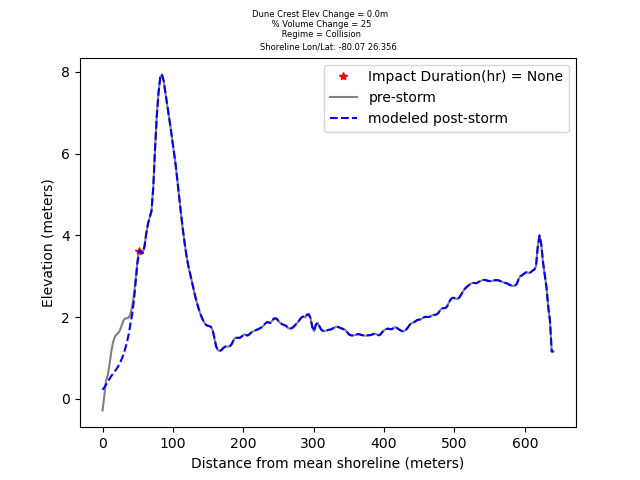 Dune Crest Elev Change = 0.0m
% Volume Change = 25
Regime = Collision
Shoreline Lon/Lat: -80.07 26.356
Impact Duration(hr) = None
pre-storm
modeled post-storm
Elevation (meters)
8
6
4
2
0
0 100 200 300 400 500 600
Distance from mean shoreline (meters)